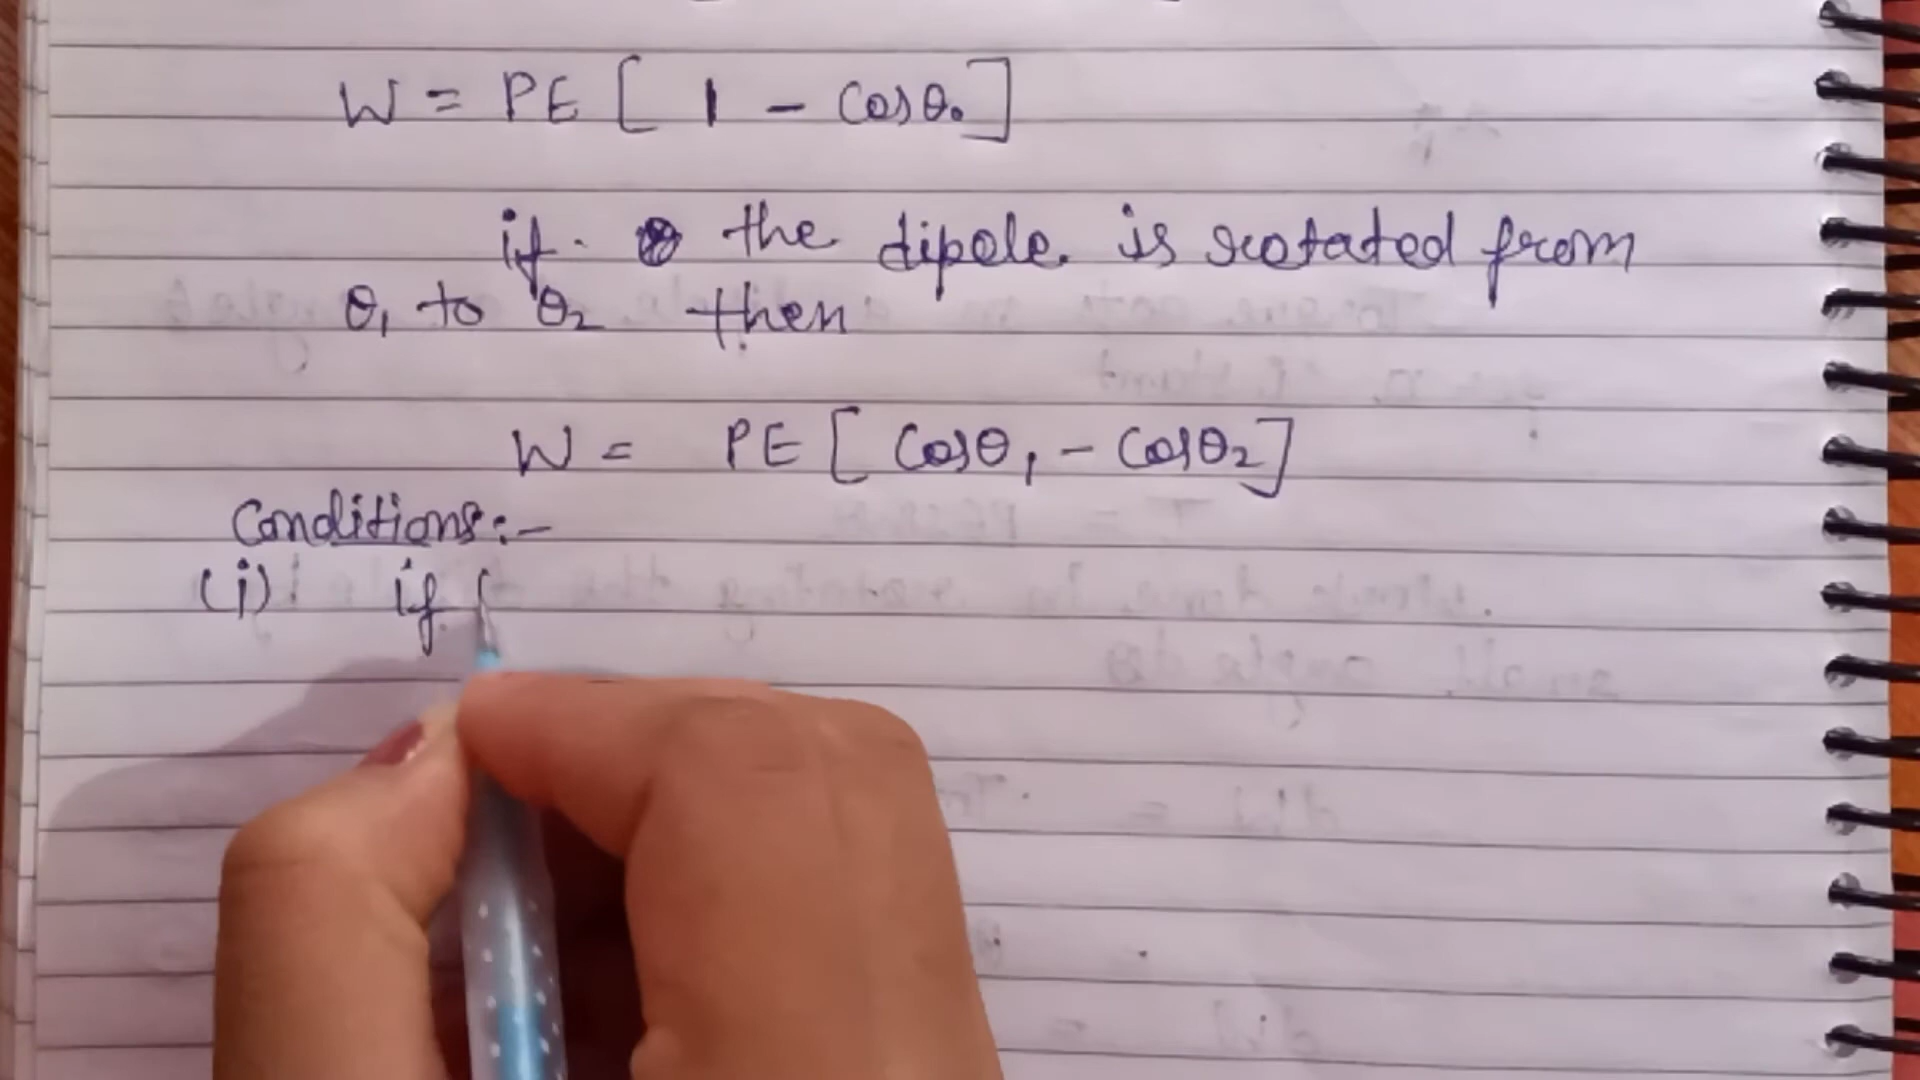 W = PE [ 1 - Cosθ₀ ]
if the dipole is rotated from
θ₁ to θ₂ then
W = PE [ Cosθ₁ - Cosθ₂ ]
Conditions:-
(i) if